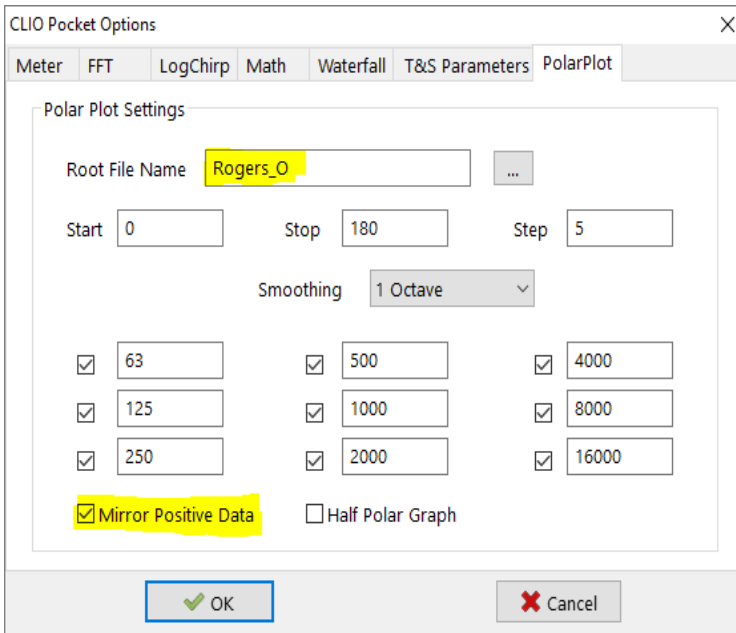 CLIO Pocket Options
Meter FFT LogChirp Math Waterfall T&S Parameters PolarPlot
Polar Plot Settings
Root File Name Rogers_O ...
Start 0 Stop 180 Step 5
Smoothing 1 Octave
63 500 4000
125 1000 8000
250 2000 16000
Mirror Positive Data Half Polar Graph
OK Cancel